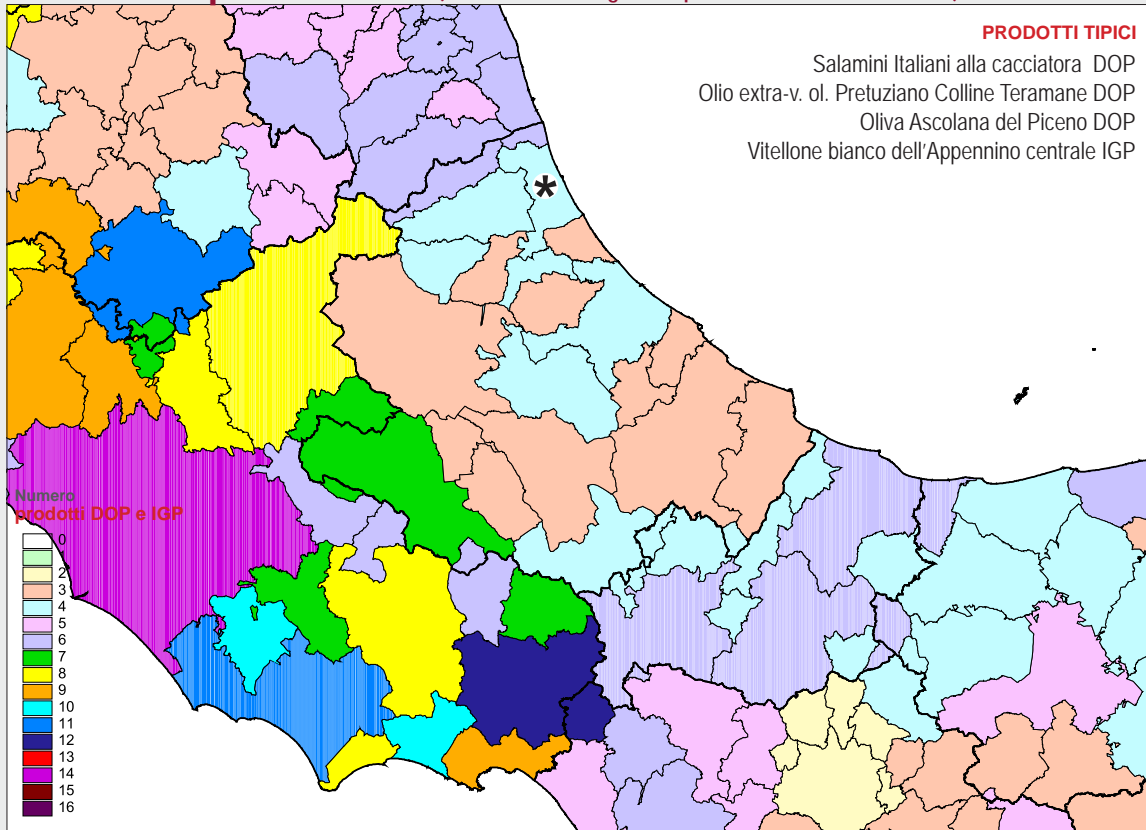 PRODOTTI TIPICI
Salamini Italiani alla cacciatora DOP
Olio extra-v. ol. Pretuziano Colline Teramane DOP
Oliva Ascolana del Piceno DOP
Vitellone bianco dell'Appennino centrale IGP
*
Numero
prodotti DOP e IGP
0
2
3
4
5
6
7
8
9
10
11
12
13
14
15
16